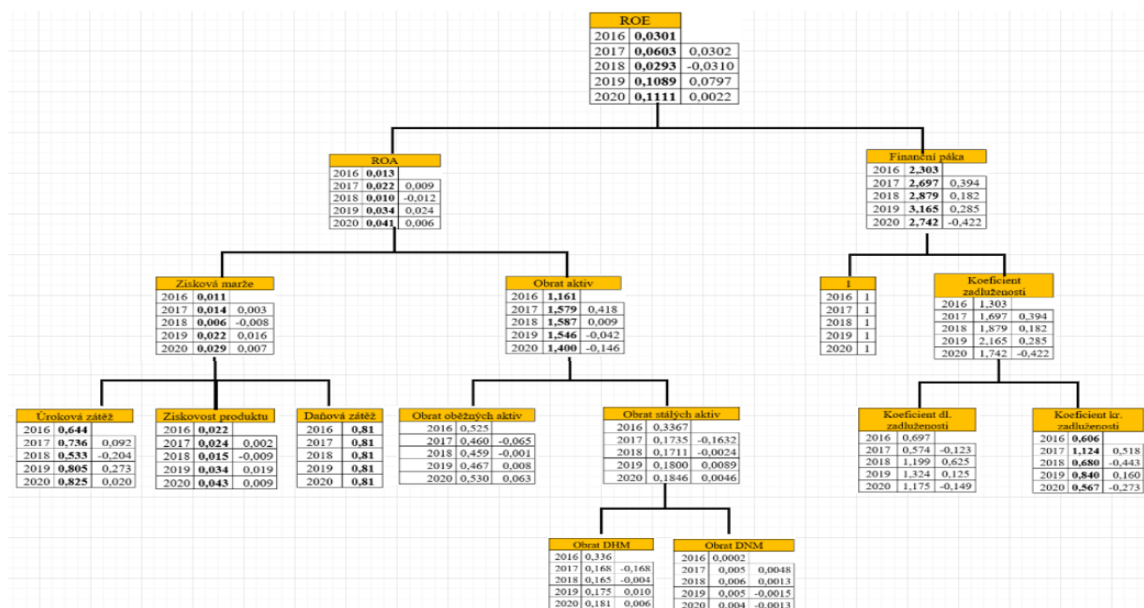 ROE
2016 0,0301
2017 0,0603 0,0302
2018 0,0293 -0,0310
2019 0,1089 0,0797
2020 0,1111 0,0022
ROA
2016 0,013
2017 0,022 0,009
2018 0,010 -0,012
2019 0,034 0,024
2020 0,041 0,006
Finanční páka
2016 2,303
2017 2,697 0,394
2018 2,879 0,182
2019 3,165 0,285
2020 2,742 -0,422
Zisková marže
2016 0,011
2017 0,014 0,003
2018 0,006 -0,008
2019 0,022 0,016
2020 0,029 0,007
Obrat aktiv
2016 1,161
2017 1,579 0,418
2018 1,587 0,009
2019 1,546 -0,042
2020 1,400 -0,146
1
2016 1
2017 1
2018 1
2019 1
2020 1
Koeficient
zadluženosti
2016 1,303
2017 1,697 0,394
2018 1,879 0,182
2019 2,165 0,285
2020 1,742 -0,422
Úroková zátěž
2016 0,644
2017 0,736 0,092
2018 0,533 -0,204
2019 0,805 0,273
2020 0,825 0,020
Ziskovost produktu
2016 0,022
2017 0,024 0,002
2018 0,015 -0,009
2019 0,034 0,019
2020 0,043 0,009
Daňová zátěž
2016 0,81
2017 0,81
2018 0,81
2019 0,81
2020 0,81
Obrat oběžných aktiv
2016 0,525
2017 0,460 -0,065
2018 0,459 -0,001
2019 0,467 0,008
2020 0,530 0,063
Obrat stálých aktiv
2016 0,3367
2017 0,1735 -0,1632
2018 0,1711 -0,0024
2019 0,1800 0,0089
2020 0,1846 0,0046
Koeficient dl.
zadluženosti
2016 0,697
2017 0,574 -0,123
2018 1,199 0,625
2019 1,324 0,125
2020 1,175 -0,149
Koeficient kr.
zadluženosti
2016 0,606
2017 1,124 0,518
2018 0,680 -0,443
2019 0,840 0,160
2020 0,567 -0,273
Obrat DHM
2016 0,336
2017 0,168 -0,168
2018 0,165 -0,004
2019 0,175 0,010
2020 0,181 0,006
Obrat DNM
2016 0,0002
2017 0,005 0,0048
2018 0,006 0,0013
2019 0,005 -0,0015
2020 0,004 -0,0013